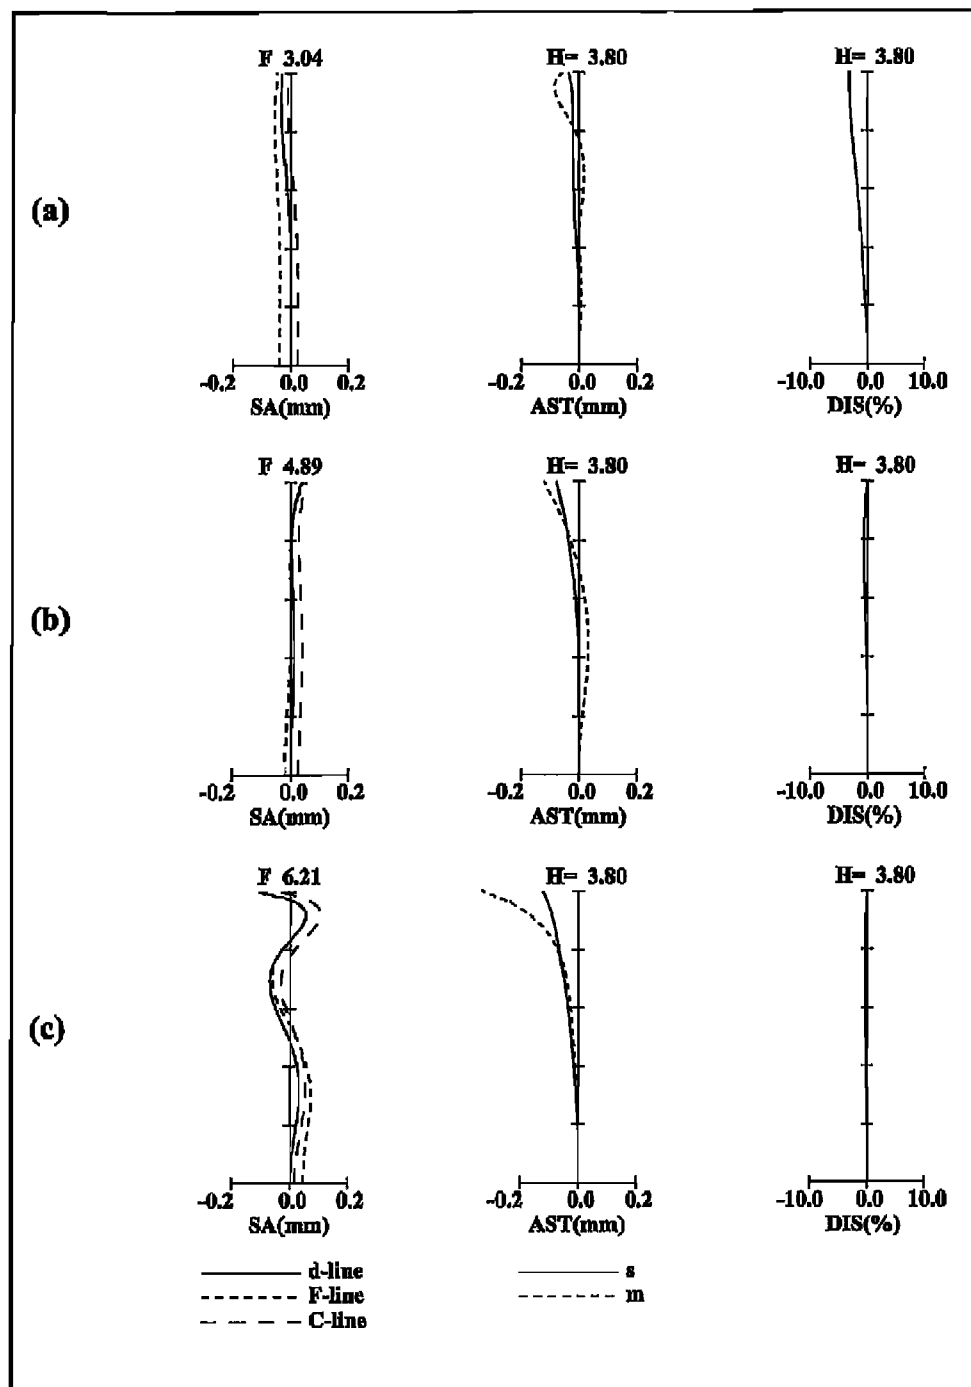 F 3.04 H= 3.80 H= 3.80
(a)
-0.2 0.0 0.2 -0.2 0.0 0.2 -10.0 0.0 10.0
SA(mm) AST(mm) DIS(%)
F 4.89 H= 3.80 H= 3.80
(b)
-0.2 0.0 0.2 -0.2 0.0 0.2 -10.0 0.0 10.0
SA(mm) AST(mm) DIS(%)
F 6.21 H= 3.80 H= 3.80
(c)
-0.2 0.0 0.2 -0.2 0.0 0.2 -10.0 0.0 10.0
SA(mm) AST(mm) DIS(%)
d-line s
F-line m
C-line